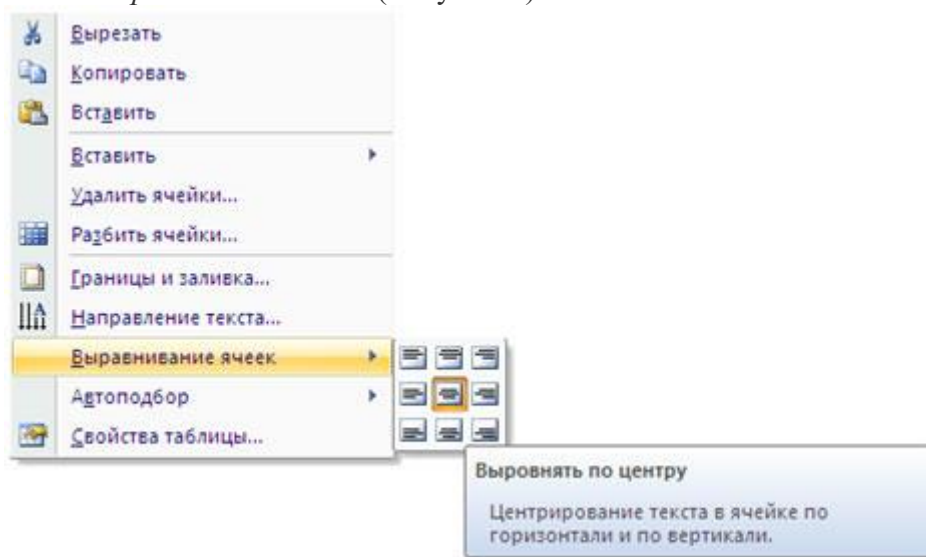 Вырезать
Копировать
Вставить
Вставить
Удалить ячейки...
Разбить ячейки...
Границы и заливка...
Направление текста...
Выравнивание ячеек
Автоподбор
Свойства таблицы...
Выровнять по центру
Центрирование текста в ячейке по
горизонтали и по вертикали.